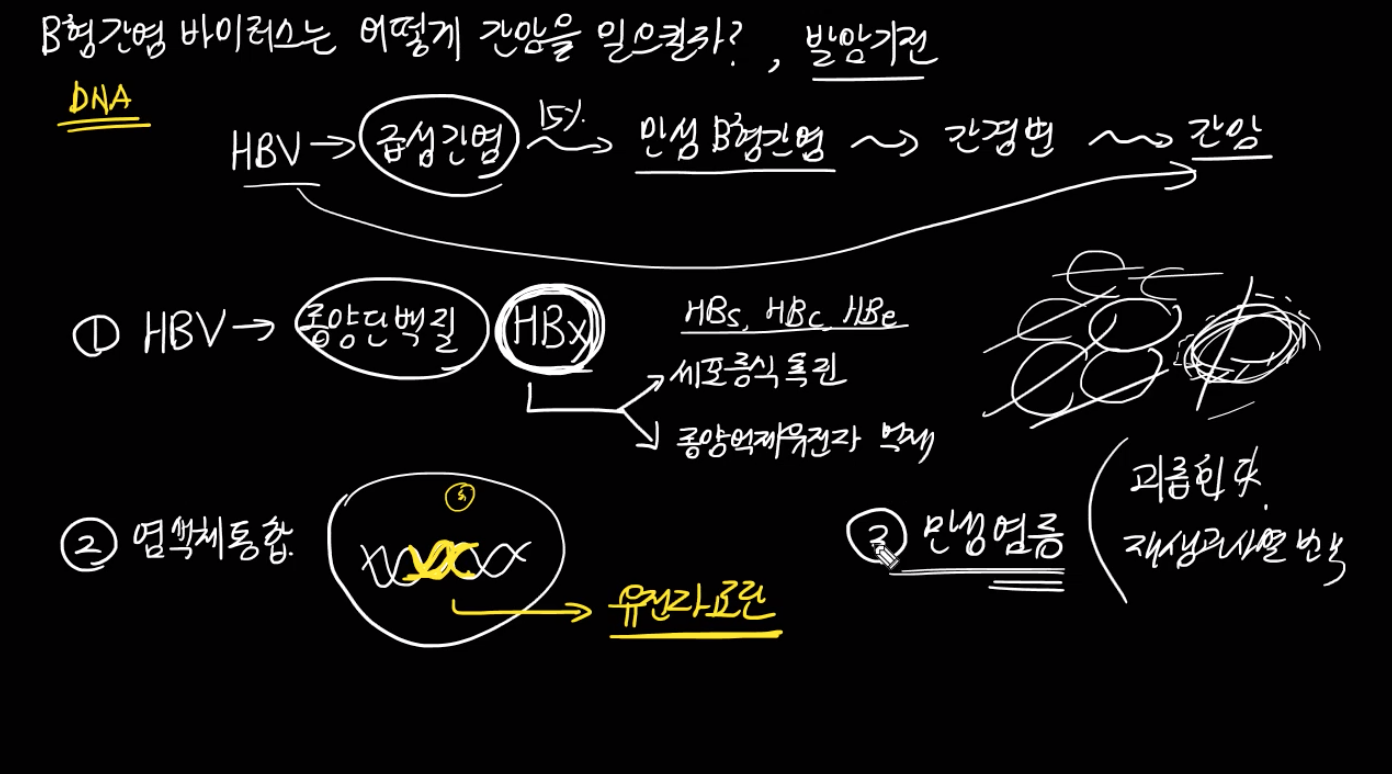 B형간염 바이러스는 어떻게 간암을 일으킬까?, 발암기전
DNA
HBV → 급성간염 15% → 만성 B형간염 → 간경변 → 간암
① HBV → 종양단백질 HBx
HBs, HBc, HBe
세포증식 촉진
종양억제유전자 억제
② 염색체통합
유전자교란
③ 만성염증
괴사
재생과 사멸 반복